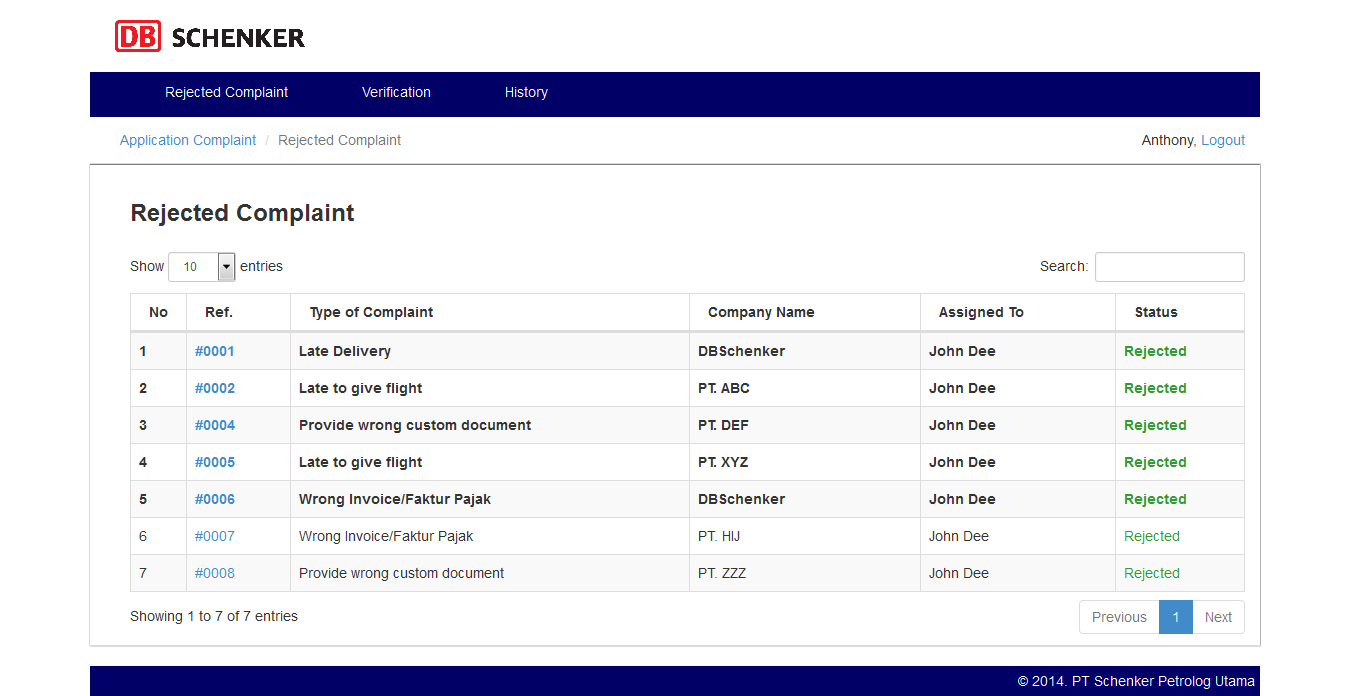 DB SCHENKER
Rejected Complaint Verification History
Application Complaint / Rejected Complaint Anthony, Logout
Rejected Complaint
Show 10 entries Search:
No Ref. Type of Complaint Company Name Assigned To Status
1 #0001 Late Delivery DBSchenker John Dee Rejected
2 #0002 Late to give flight PT. ABC John Dee Rejected
3 #0004 Provide wrong custom document PT. DEF John Dee Rejected
4 #0005 Late to give flight PT. XYZ John Dee Rejected
5 #0006 Wrong Invoice/Faktur Pajak DBSchenker John Dee Rejected
6 #0007 Wrong Invoice/Faktur Pajak PT. HIJ John Dee Rejected
7 #0008 Provide wrong custom document PT. ZZZ John Dee Rejected
Showing 1 to 7 of 7 entries Previous 1 Next
© 2014. PT Schenker Petrolog Utama